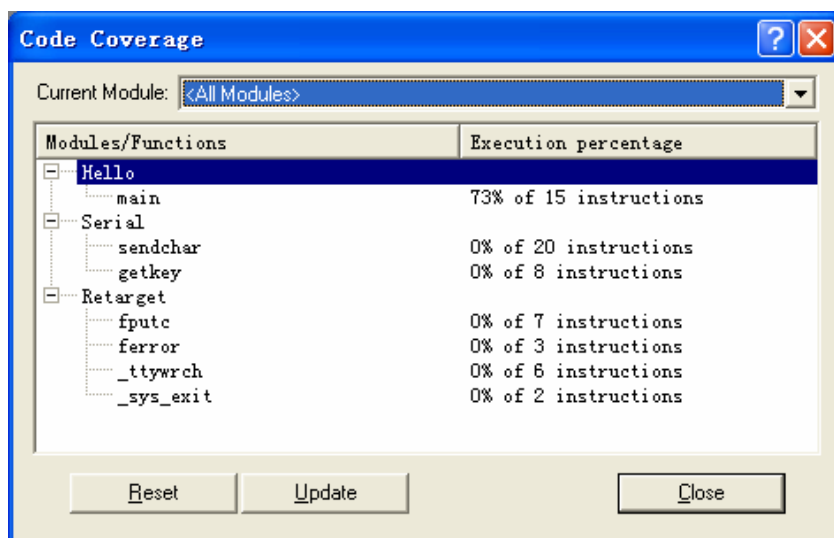 Code Coverage
Current Module: <All Modules>
Modules/Functions Execution percentage
Hello
main 73% of 15 instructions
Serial
sendchar 0% of 20 instructions
getkey 0% of 8 instructions
Retarget
fputc 0% of 7 instructions
ferror 0% of 3 instructions
_ttywrch 0% of 6 instructions
_sys_exit 0% of 2 instructions
Reset Update Close